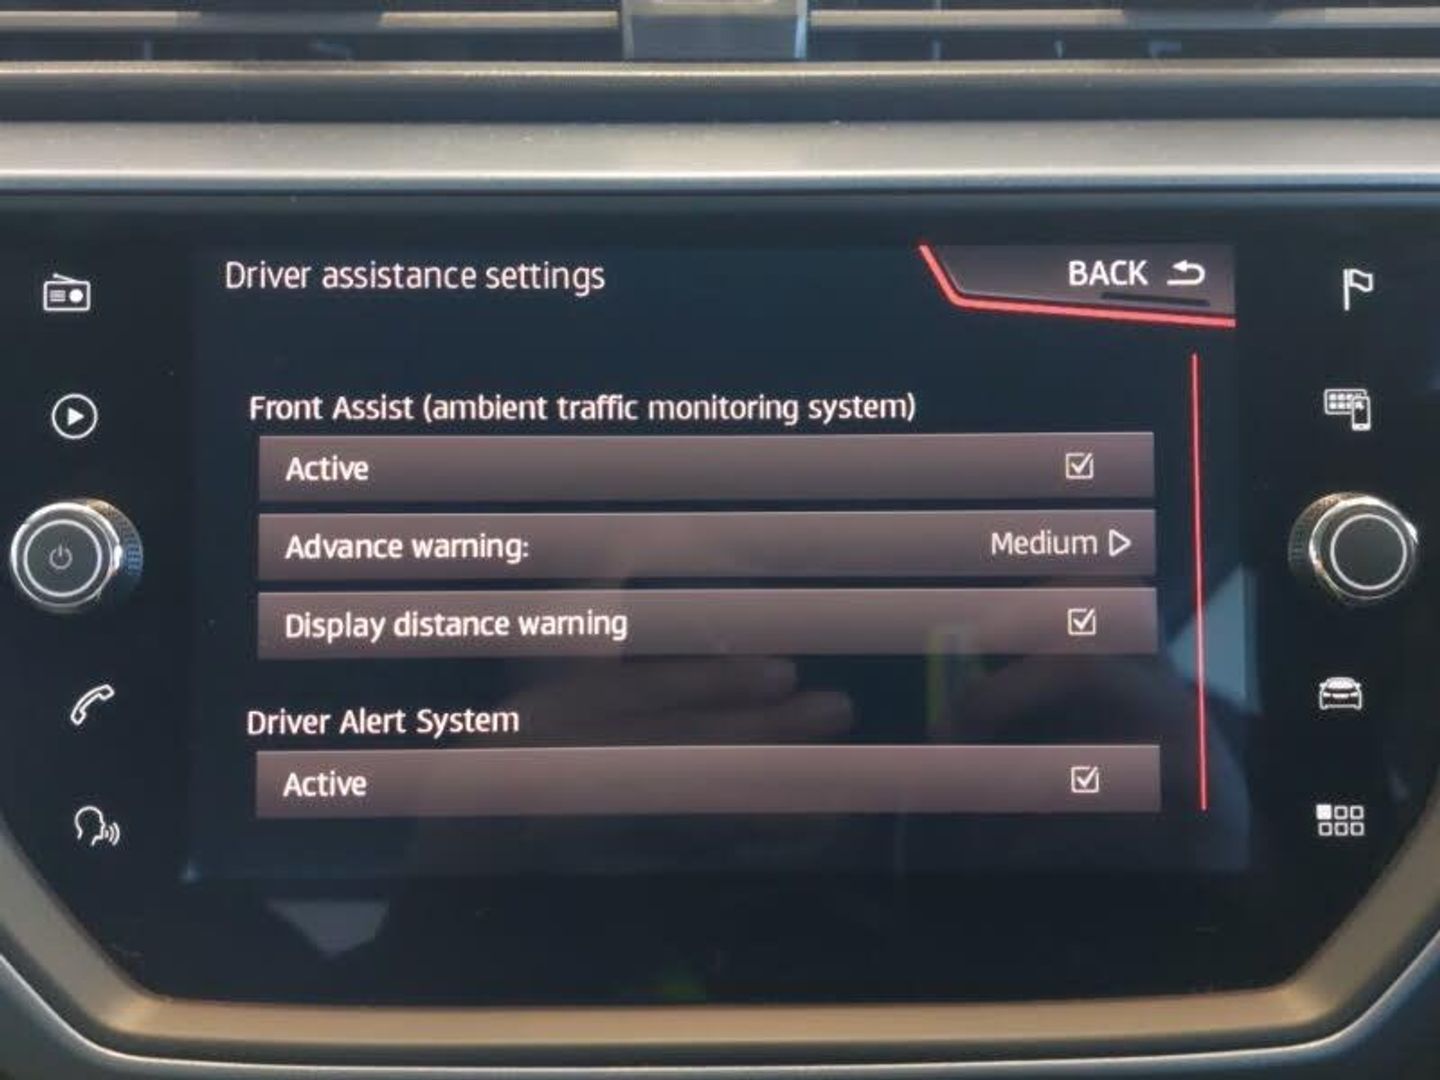 Driver assistance settings
BACK
Front Assist (ambient traffic monitoring system)
Active
Advance warning: Medium
Display distance warning
Driver Alert System
Active